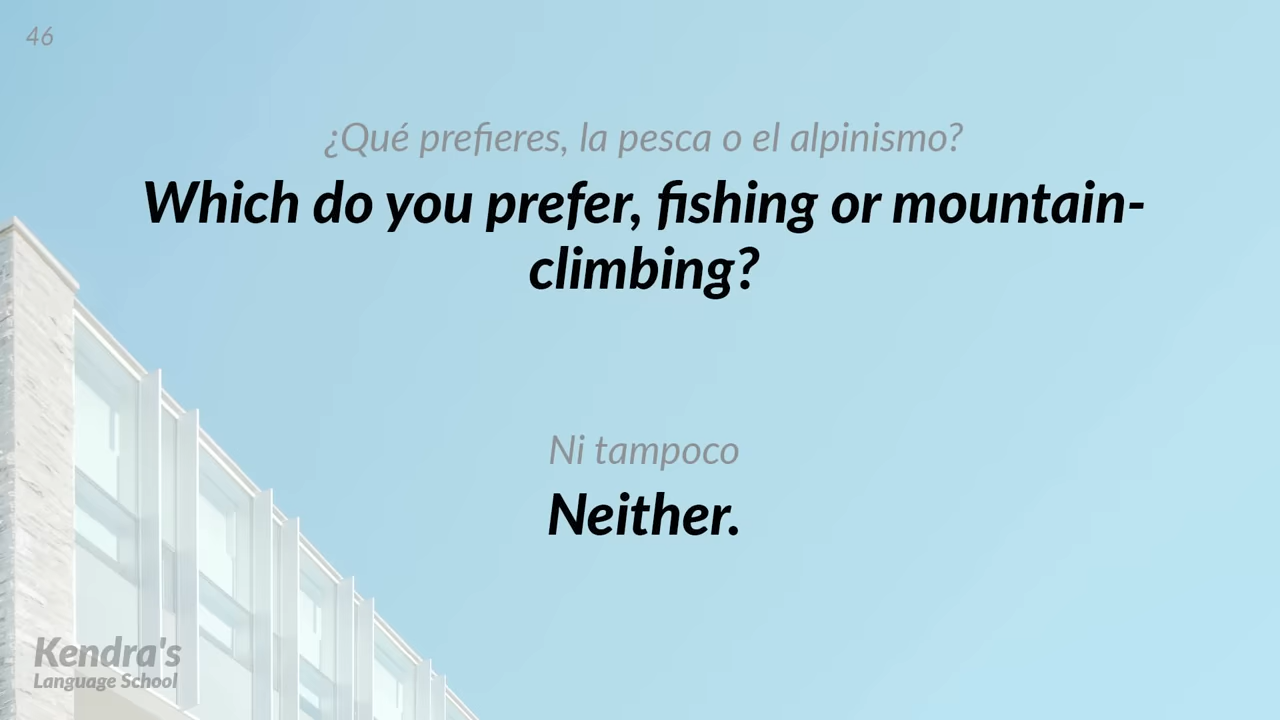 46
¿Qué prefieres, la pesca o el alpinismo?
Which do you prefer, fishing or mountain-
climbing?
Ni tampoco
Neither.
Kendra's
Language School